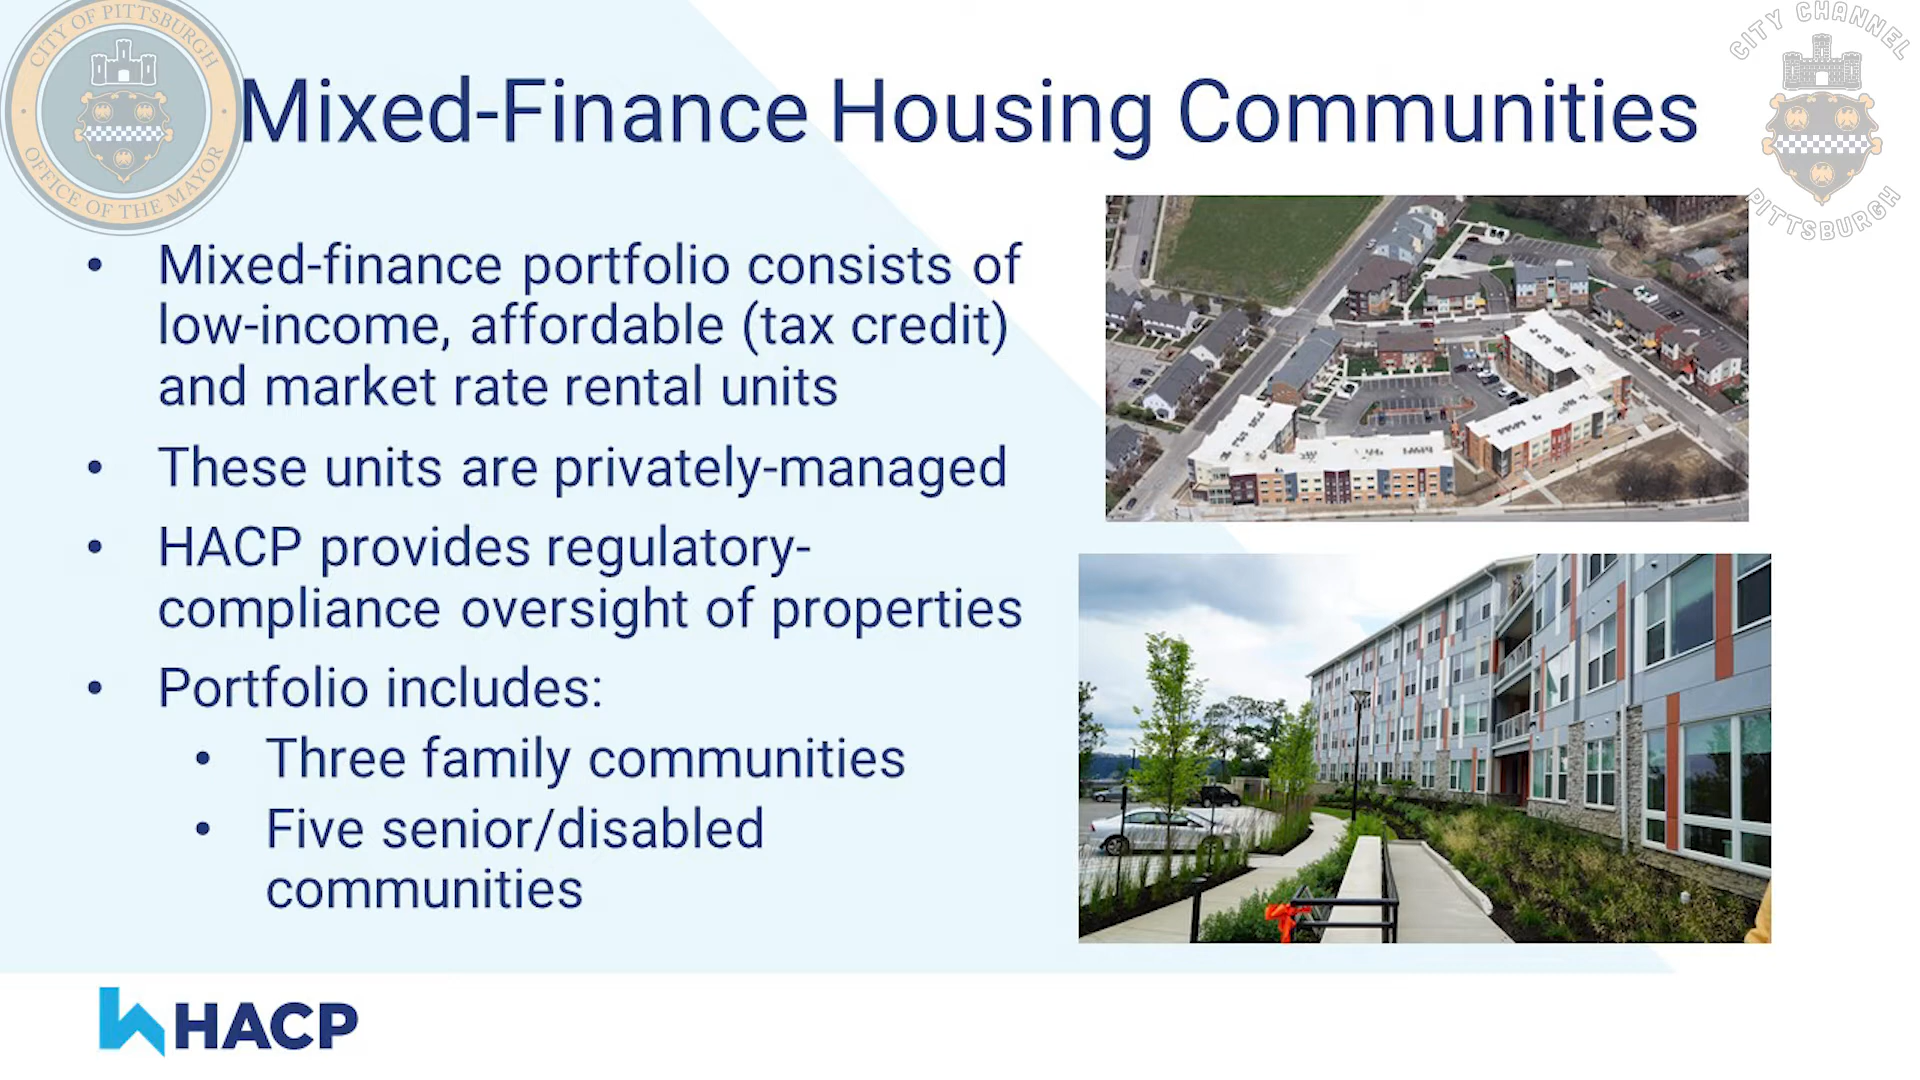 CITY OF PITTSBURGH
OFFICE OF THE MAYOR
CITY CHANNEL
PITTSBURGH
Mixed-Finance Housing Communities
• Mixed-finance portfolio consists of
low-income, affordable (tax credit)
and market rate rental units
• These units are privately-managed
• HACP provides regulatory-
compliance oversight of properties
• Portfolio includes:
• Three family communities
• Five senior/disabled
communities
HACP